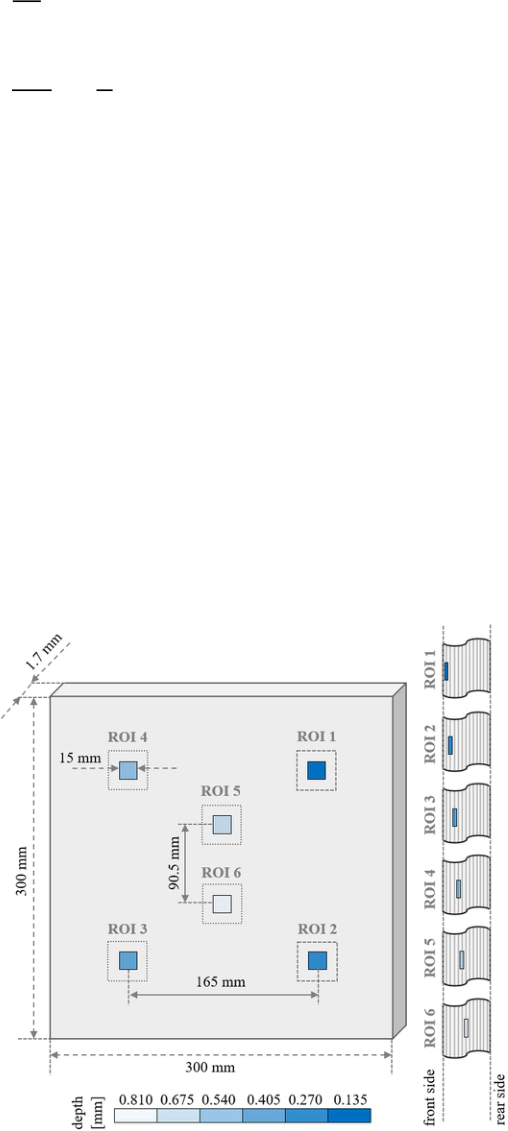 1.7 mm
ROI 4
ROI 1
15 mm
ROI 5
90.5 mm
300 mm
ROI 6
ROI 3
ROI 2
165 mm
300 mm
depth
[mm]
0.810 0.675 0.540 0.405 0.270 0.135
ROI 1
ROI 2
ROI 3
ROI 4
ROI 5
ROI 6
front side
rear side